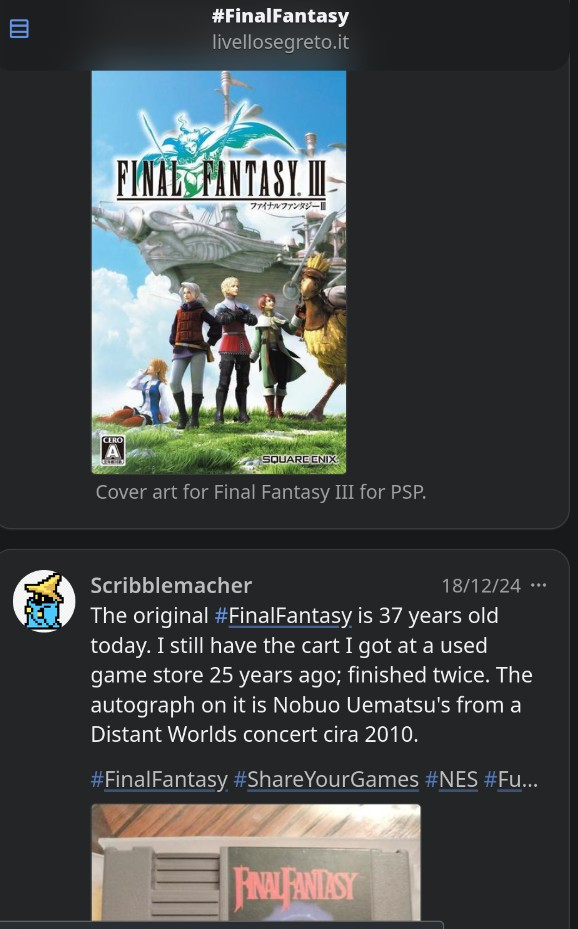 #FinalFantasy
livellosegreto.it
FINAL FANTASY III
ファイナルファンタジーIII
CERO
A
SQUARE ENIX
Cover art for Final Fantasy III for PSP.
Scribblemacher 18/12/24 ···
The original #FinalFantasy is 37 years old
today. I still have the cart I got at a used
game store 25 years ago; finished twice. The
autograph on it is Nobuo Uematsu's from a
Distant Worlds concert cira 2010.
#FinalFantasy #ShareYourGames #NES #Fu...
FINAL FANTASY